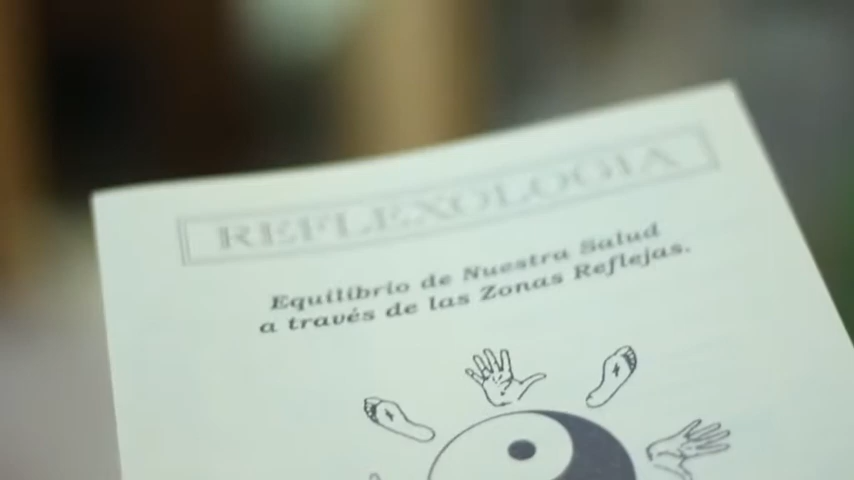 REFLEXOLOGIA
Equilibrio de Nuestra Salud
a través de las Zonas Reflejas.